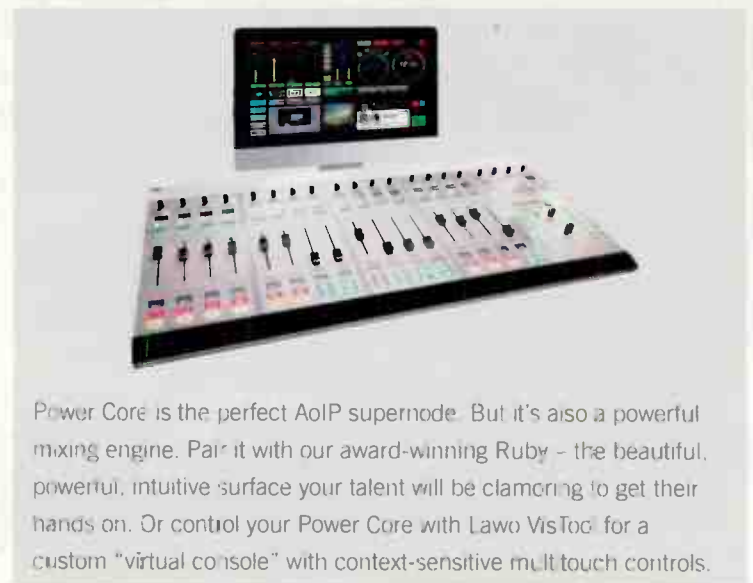 Power Core is the perfect AoIP supernode. But it's also a powerful
mixing engine. Pair it with our award-winning Ruby – the beautiful,
powerful, intuitive surface your talent will be clamoring to get their
hands on. Or control your Power Core with Lawo VisTool for a
custom "virtual console" with context-sensitive multitouch controls.